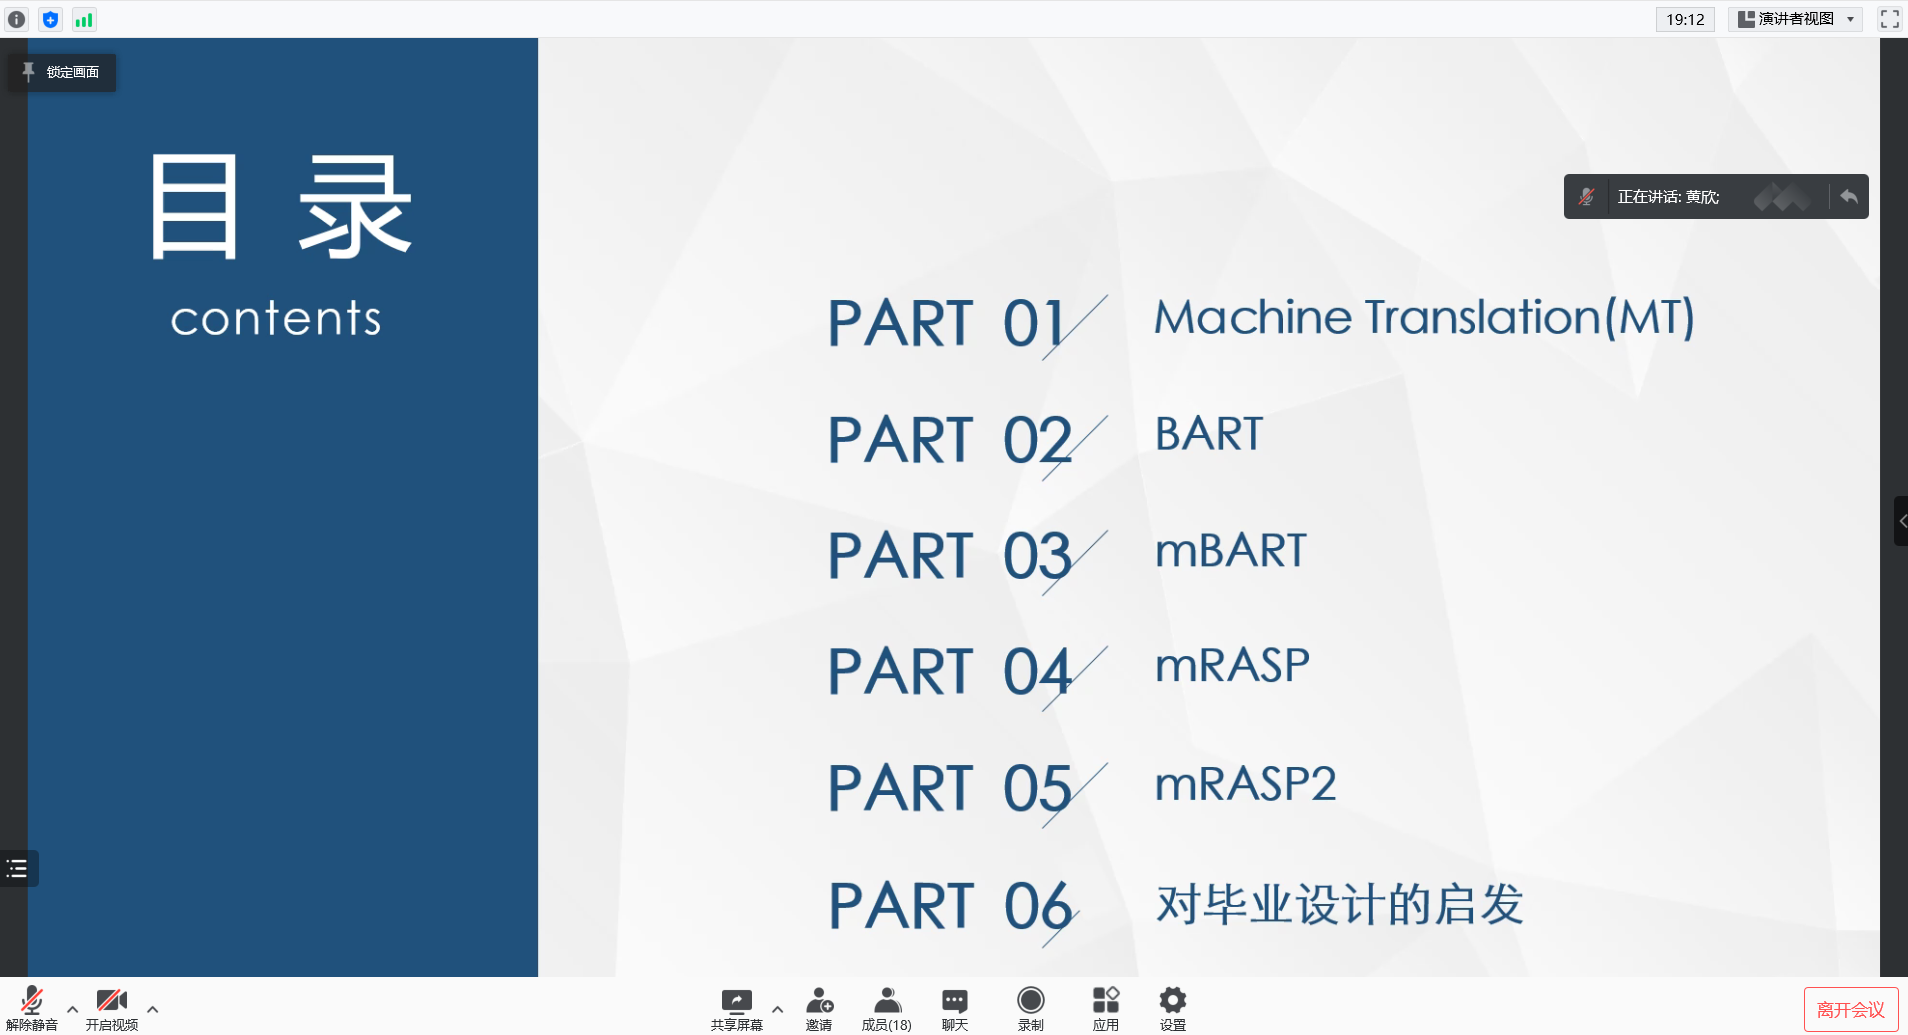 19:12
演讲者视图
锁定画面
目录
contents
正在讲话: 黄欣;
PART 01 Machine Translation(MT)
PART 02 BART
PART 03 mBART
PART 04 mRASP
PART 05 mRASP2
PART 06 对毕业设计的启发
解除静音
开启视频
共享屏幕
邀请
成员(18)
聊天
录制
应用
设置
离开会议